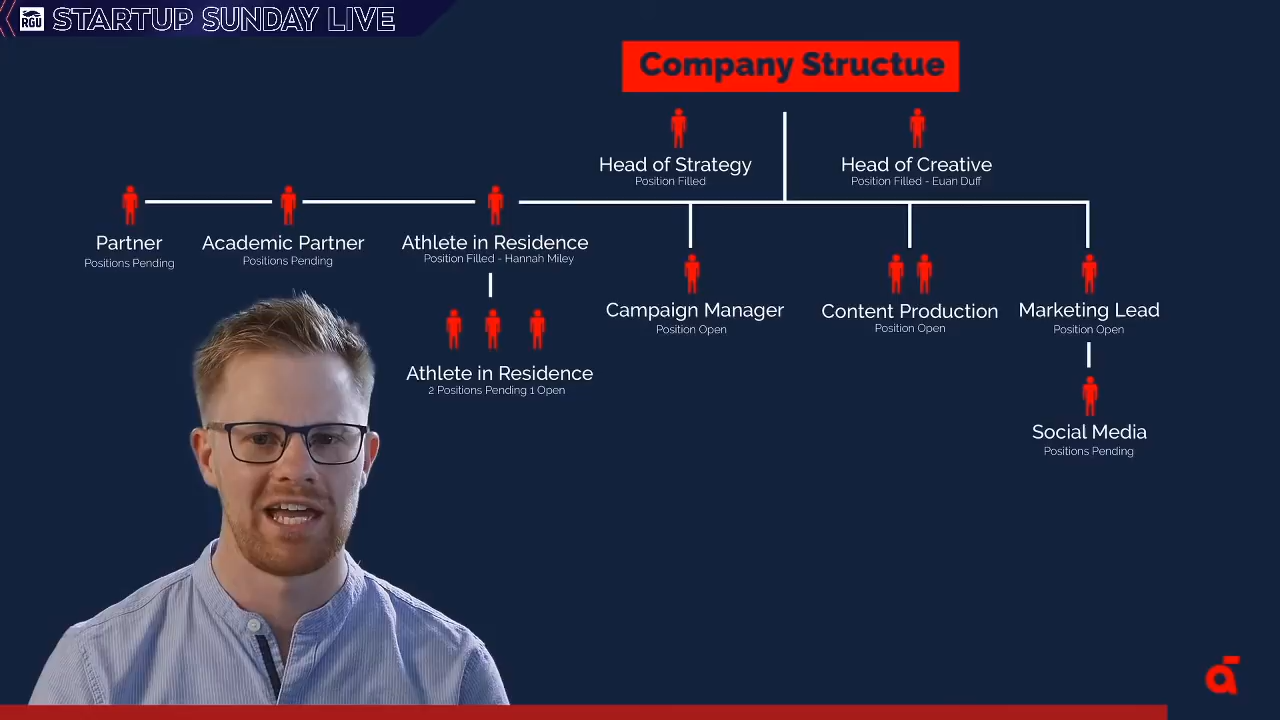 RGU STARTUP SUNDAY LIVE
Company Structue
Head of Strategy
Position Filled
Head of Creative
Position Filled - Euan Duff
Partner
Positions Pending
Academic Partner
Positions Pending
Athlete in Residence
Position Filled - Hannah Miley
Campaign Manager
Position Open
Content Production
Position Open
Marketing Lead
Position Open
Athlete in Residence
2 Positions Pending 1 Open
Social Media
Positions Pending
ā